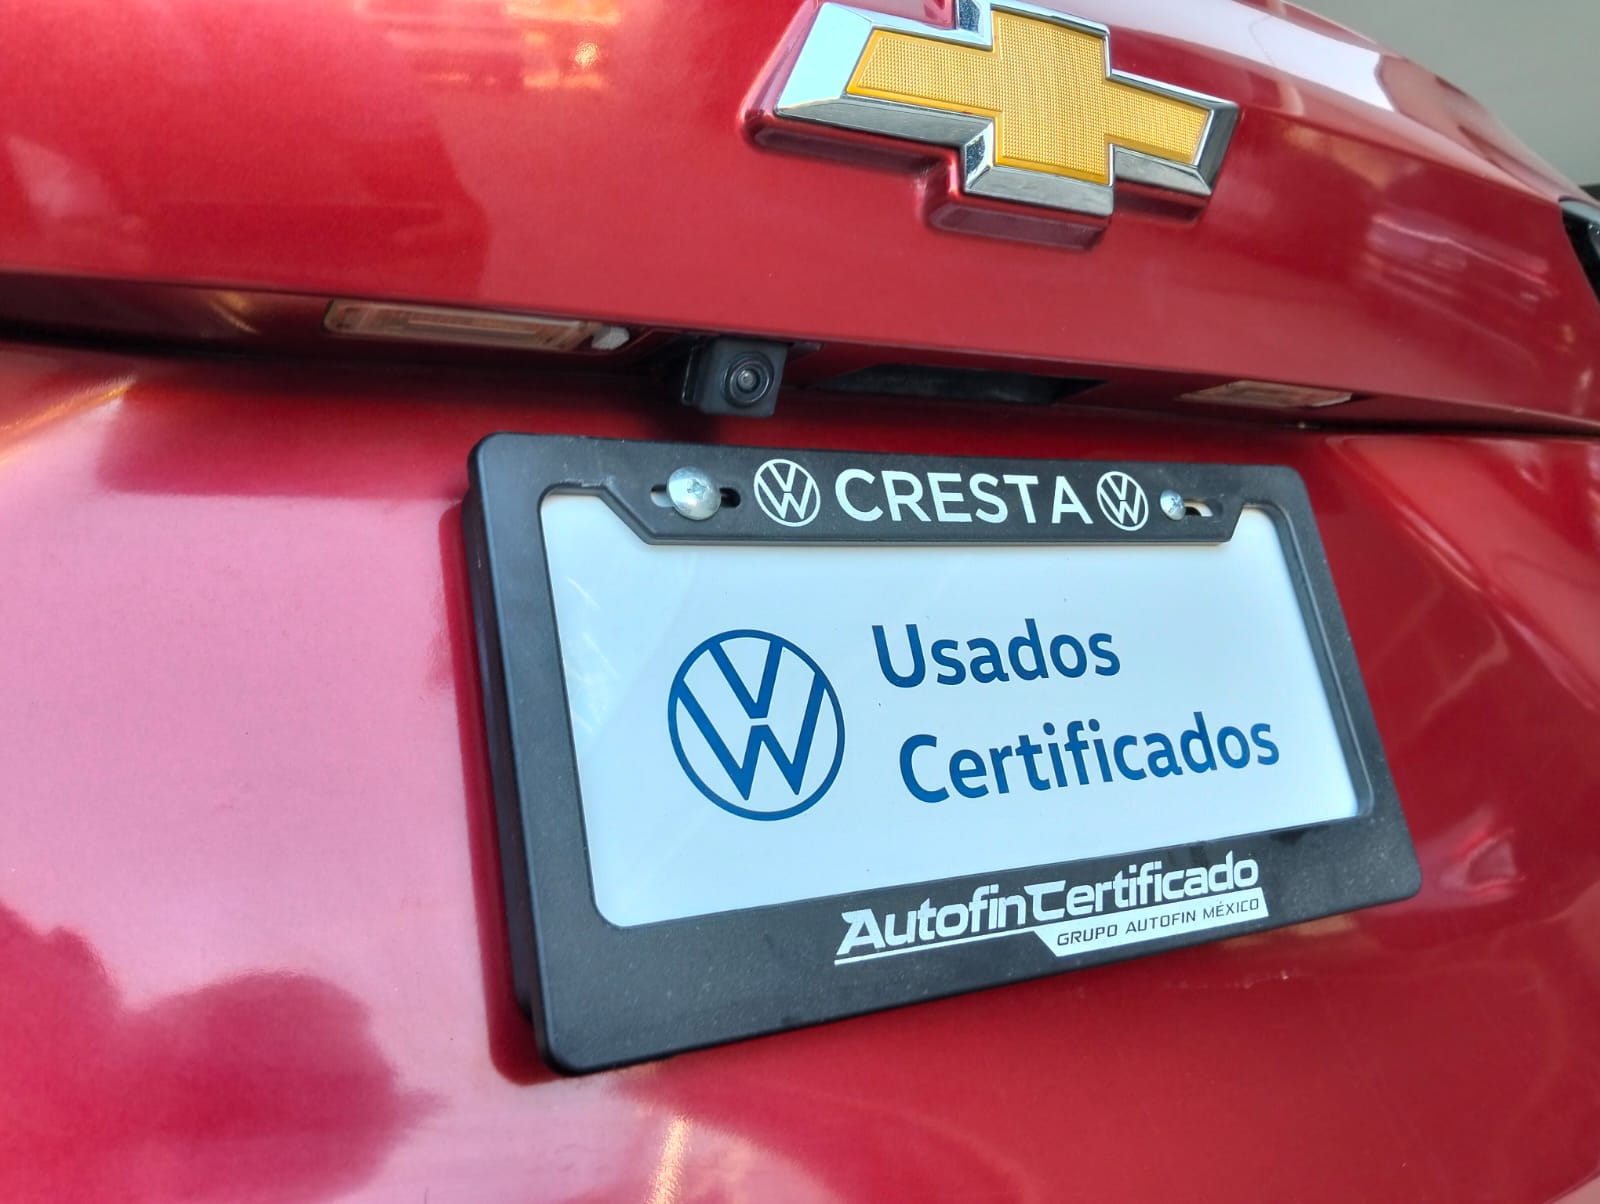 CRESTA
Usados
Certificados
AutofinCertificado
GRUPO AUTOFIN MÉXICO